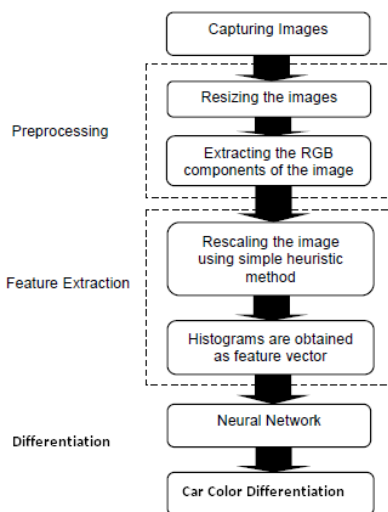 Capturing Images
Resizing the images
Preprocessing
Extracting the RGB
components of the image
Rescaling the image
using simple heuristic
method
Feature Extraction
Histograms are obtained
as feature vector
Neural Network
Differentiation
Car Color Differentiation